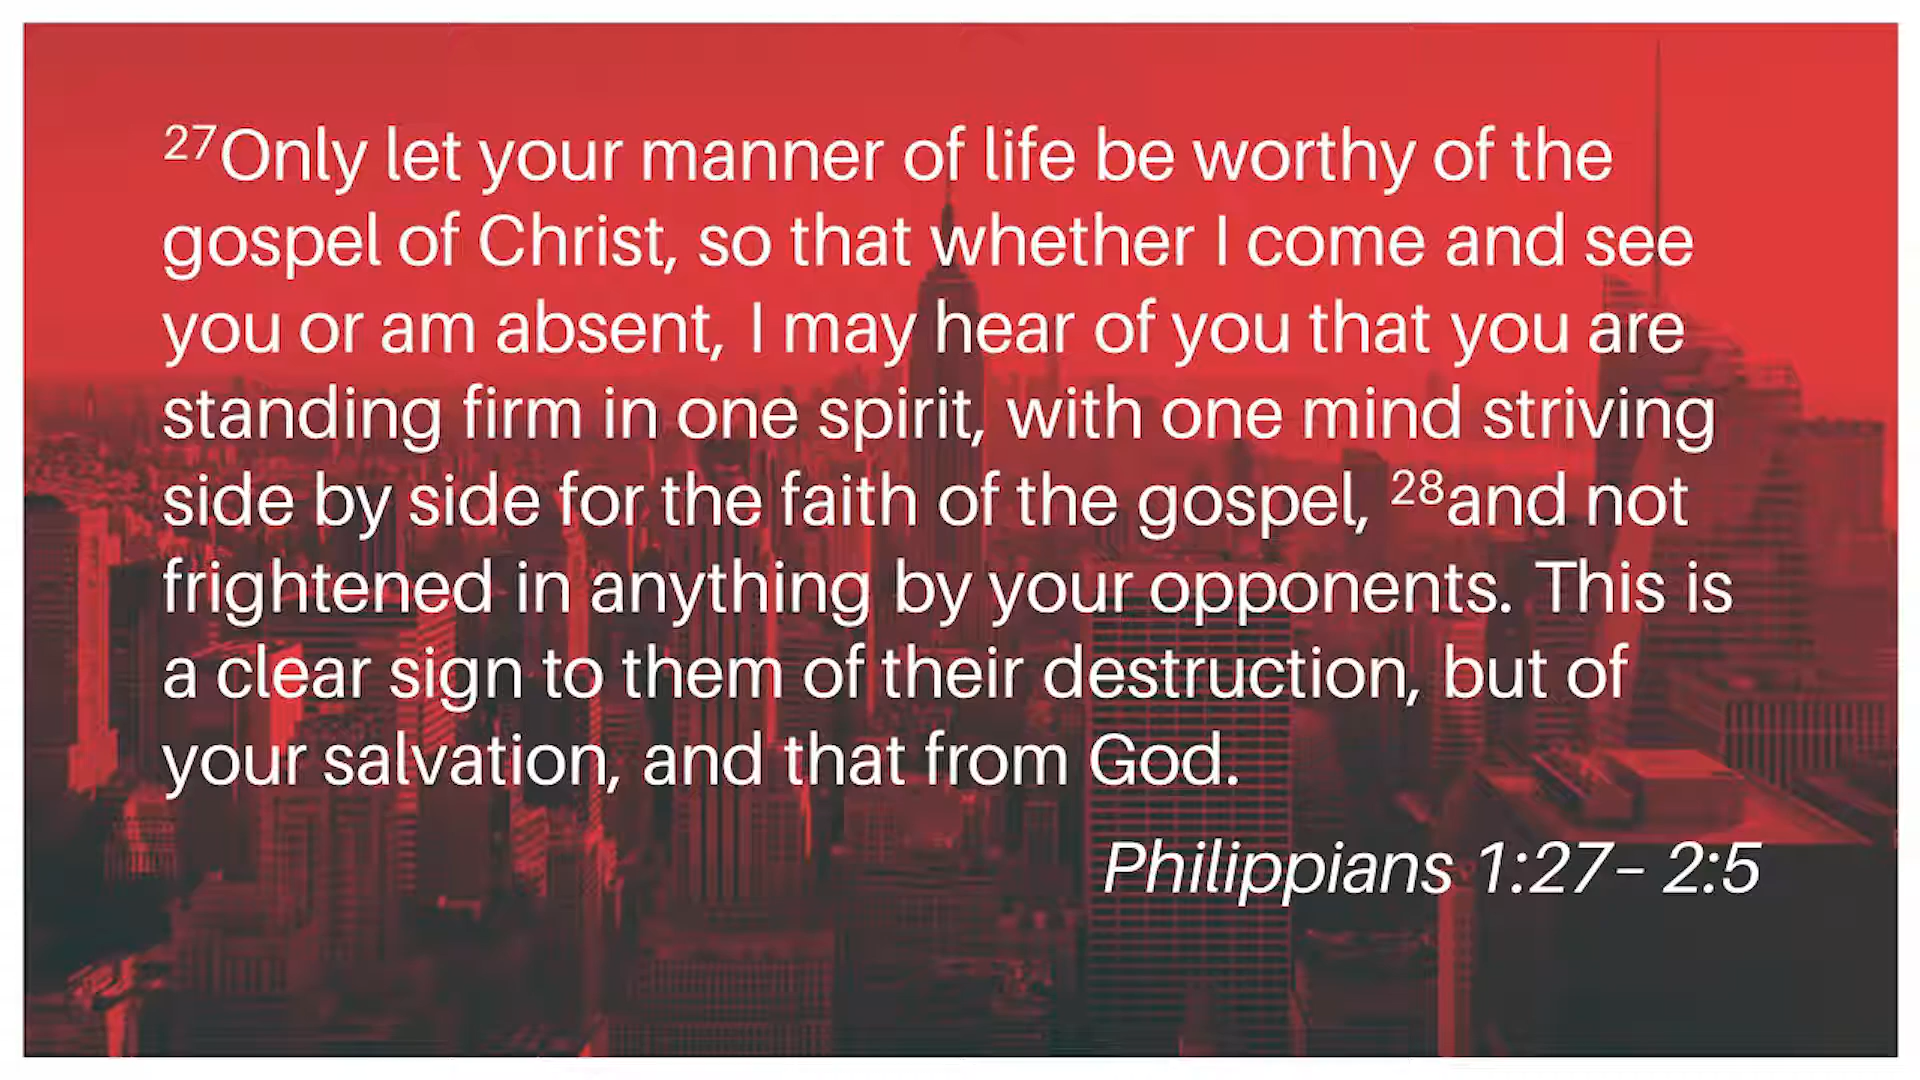 27Only let your manner of life be worthy of the
gospel of Christ, so that whether I come and see
you or am absent, I may hear of you that you are
standing firm in one spirit, with one mind striving
side by side for the faith of the gospel, 28and not
frightened in anything by your opponents. This is
a clear sign to them of their destruction, but of
your salvation, and that from God.
Philippians 1:27– 2:5